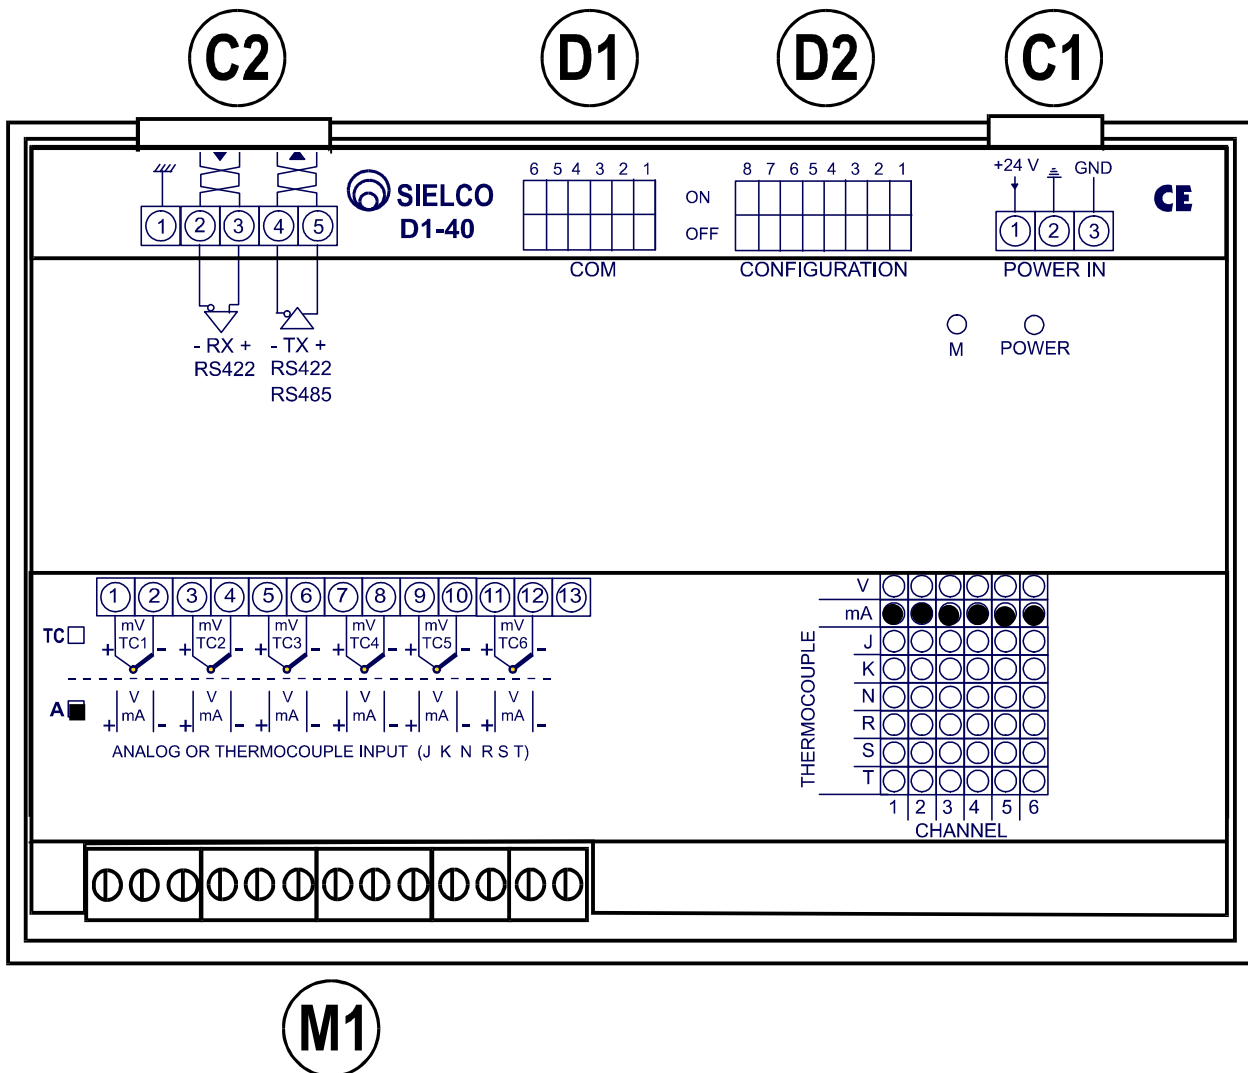 C2 D1 D2 C1
6 5 4 3 2 1
8 7 6 5 4 3 2 1
+24 V GND
SIELCO
D1-40
ON
OFF
CE
1 2 3 4 5
1 2 3
COM
CONFIGURATION
POWER IN
- RX +
RS422
- TX +
RS422
RS485
M
POWER
1 2 3 4 5 6 7 8 9 10 11 12 13
TC
mV mV mV mV mV mV
TC1 TC2 TC3 TC4 TC5 TC6
+ - + - + - + - + - + -
A
V V V V V V
mA mA mA mA mA mA
+ - + - + - + - + - + -
ANALOG OR THERMOCOUPLE INPUT (J K N R S T)
V
mA
THERMOCOUPLE
J
K
N
R
S
T
1 2 3 4 5 6
CHANNEL
M1